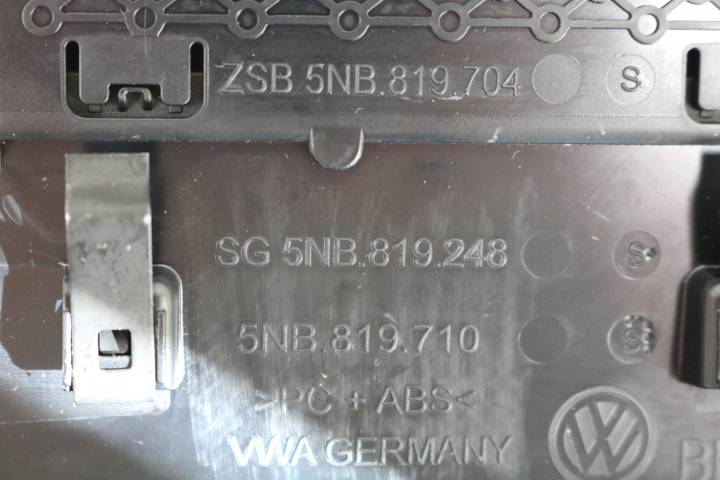 ZSB 5NB.819.704 S
SG 5NB.819.248 S
5NB.819.710 S
>PC + ABS<
VWA GERMANY